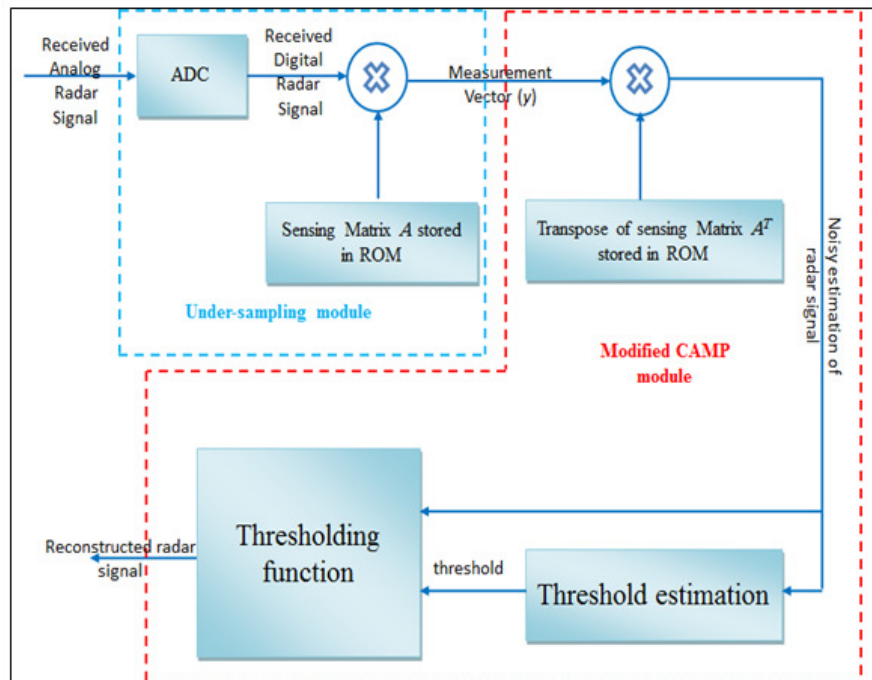 Received
Analog
Radar
Signal
ADC
Received
Digital
Radar
Signal
Measurement
Vector (y)
Sensing Matrix A stored
in ROM
Transpose of sensing Matrix A^T
stored in ROM
Under-sampling module
Noisy estimation of
radar signal
Modified CAMP
module
Thresholding
function
threshold
Threshold estimation
Reconstructed radar
signal